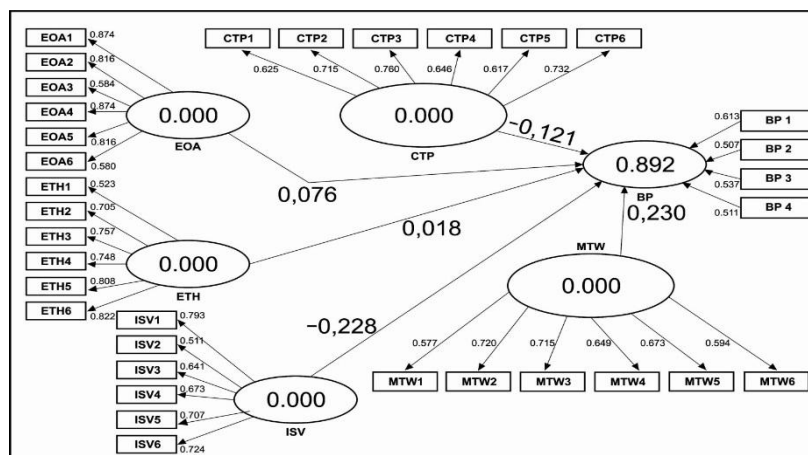 EOA1
0.874
EOA2
0.816
EOA3
0.584
EOA4
0.874
EOA5
0.816
EOA6
0.580
0.000
EOA
CTP1
CTP2
CTP3
CTP4
CTP5
CTP6
0.625
0.715
0.760
0.646
0.617
0.732
0.000
CTP
−0,121
0.892
BP
0.613
BP 1
0.507
BP 2
0.537
BP 3
0.511
BP 4
0,076
0,018
0,230
−0,228
ETH1
0.523
ETH2
0.705
ETH3
0.757
ETH4
0.748
ETH5
0.808
ETH6
0.822
0.000
ETH
ISV1
0.793
ISV2
0.511
ISV3
0.641
ISV4
0.673
ISV5
0.707
ISV6
0.724
0.000
ISV
MTW
0.000
0.577
0.720
0.715
0.649
0.673
0.594
MTW1
MTW2
MTW3
MTW4
MTW5
MTW6